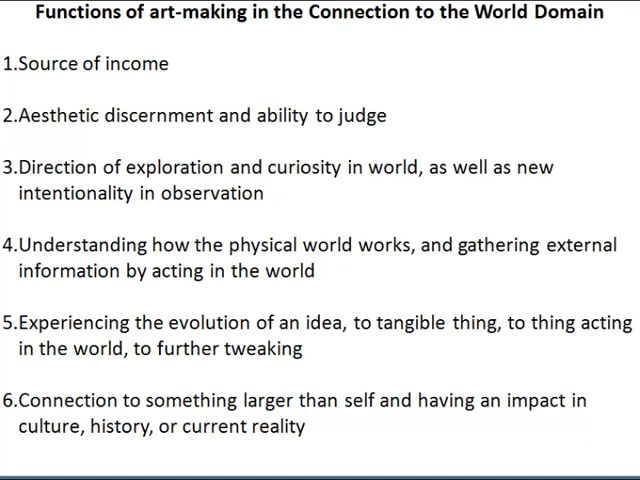 Functions of art-making in the Connection to the World Domain
1.Source of income
2.Aesthetic discernment and ability to judge
3.Direction of exploration and curiosity in world, as well as new
intentionality in observation
4.Understanding how the physical world works, and gathering external
information by acting in the world
5.Experiencing the evolution of an idea, to tangible thing, to thing acting
in the world, to further tweaking
6.Connection to something larger than self and having an impact in
culture, history, or current reality